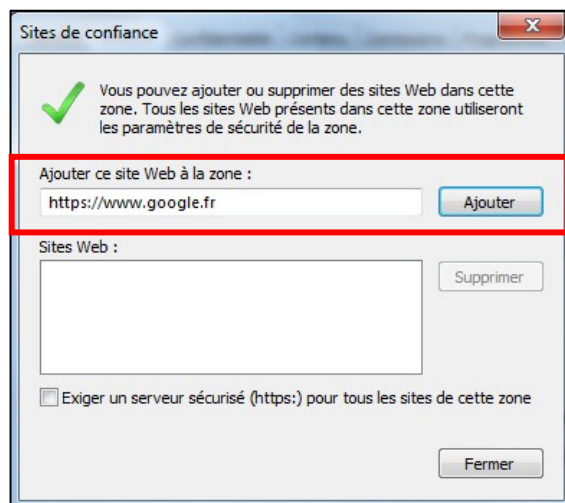 Sites de confiance
Vous pouvez ajouter ou supprimer des sites Web dans cette
zone. Tous les sites Web présents dans cette zone utiliseront
les paramètres de sécurité de la zone.
Ajouter ce site Web à la zone :
https://www.google.fr
Ajouter
Sites Web :
Supprimer
Exiger un serveur sécurisé (https:) pour tous les sites de cette zone
Fermer